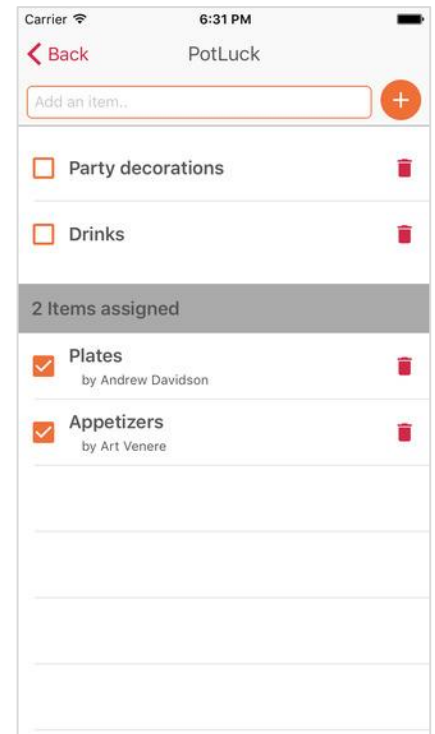 Carrier 6:31 PM
Back PotLuck
Add an item..
Party decorations
Drinks
2 Items assigned
Plates
by Andrew Davidson
Appetizers
by Art Venere